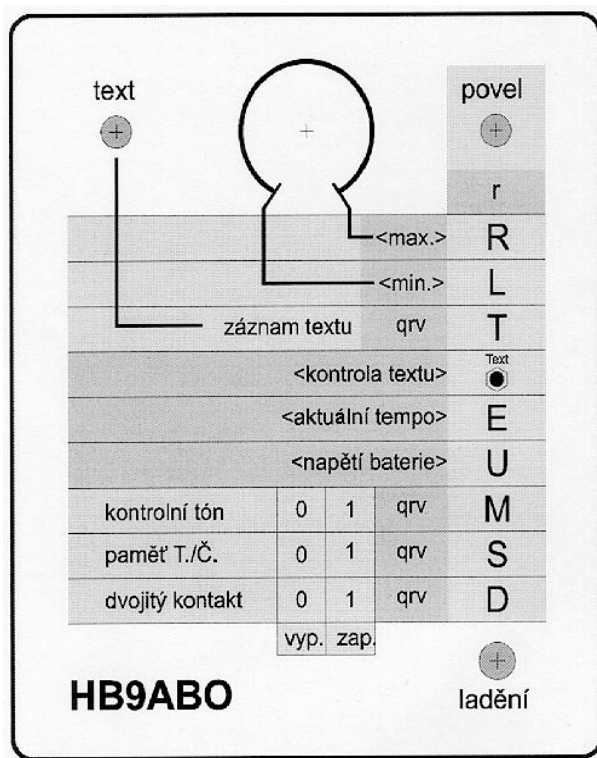 text povel
r
<max.> R
<min.> L
záznam textu qrv T
Text
<kontrola textu>
<aktuální tempo> E
<napětí baterie> U
kontrolní tón 0 1 qrv M
paměť T./Č. 0 1 qrv S
dvojitý kontakt 0 1 qrv D
vyp. zap.
HB9ABO ladění